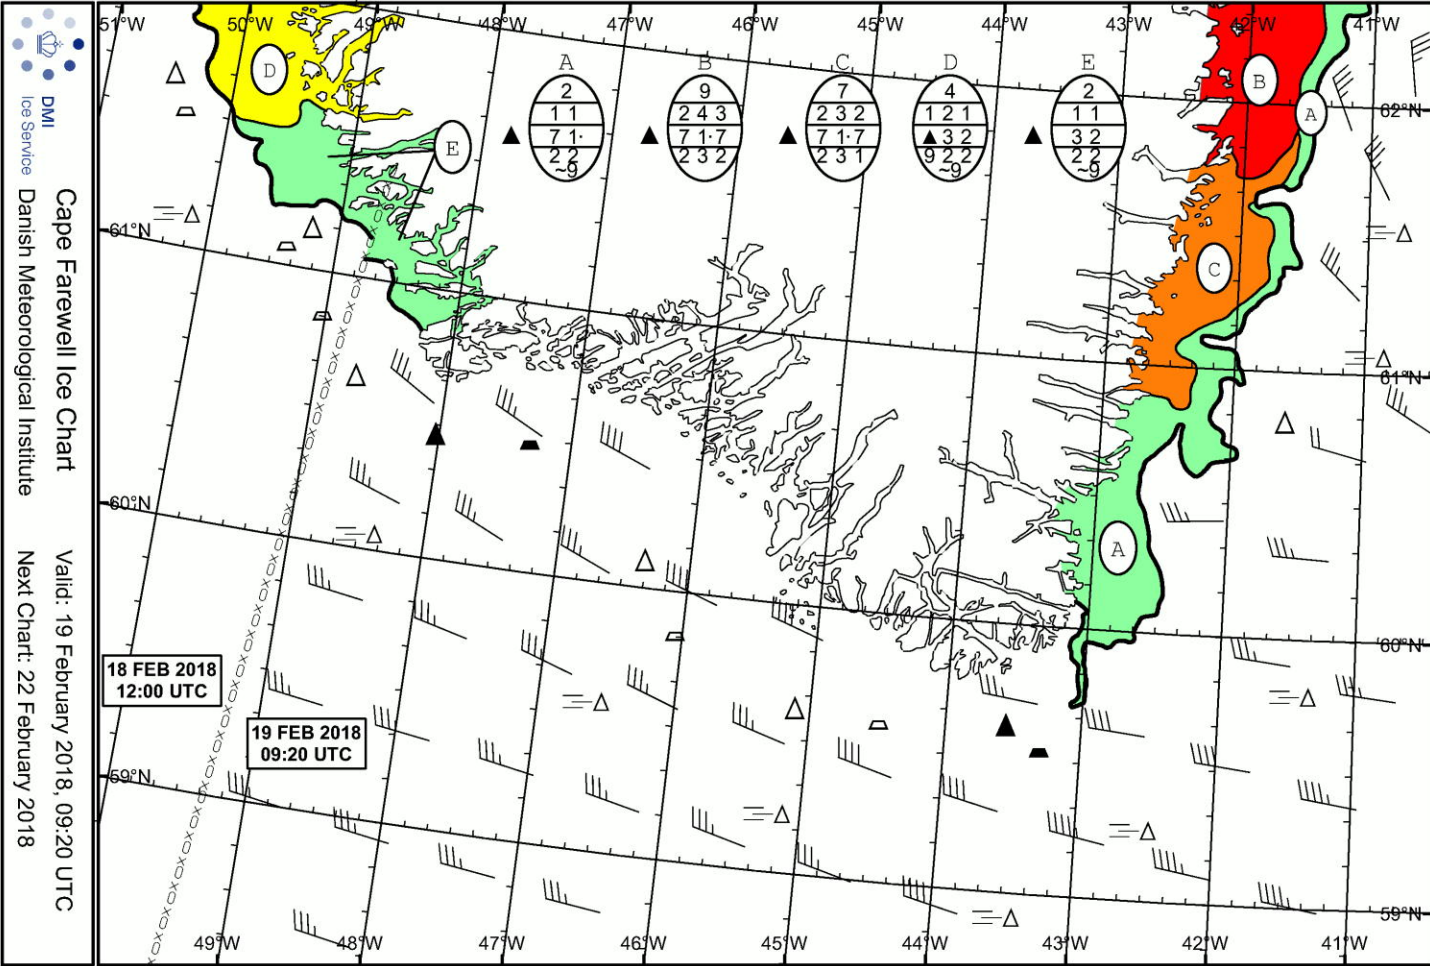 DMI
Ice Service
Cape Farewell Ice Chart
Danish Meteorological Institute
Valid: 19 February 2018, 09:20 UTC
Next Chart: 22 February 2018
51°W 50°W 49°W 48°W 47°W 46°W 45°W 44°W 43°W 42°W 41°W
D
B
A
62°N
A B C D E
2 9 7 4 2
1 1 2 4 3 2 3 2 1 2 1 1 1
7 1· 7 1·7 7 1·7 ▲ 3 2 3 2
2 2 2 3 2 2 3 1 9 2 2 2 2
~9 ~9 ~9
E
61°N
C
61°N
60°N
A
60°N
18 FEB 2018
12:00 UTC
19 FEB 2018
09:20 UTC
59°N
59°N
49°W 48°W 47°W 46°W 45°W 44°W 43°W 42°W 41°W